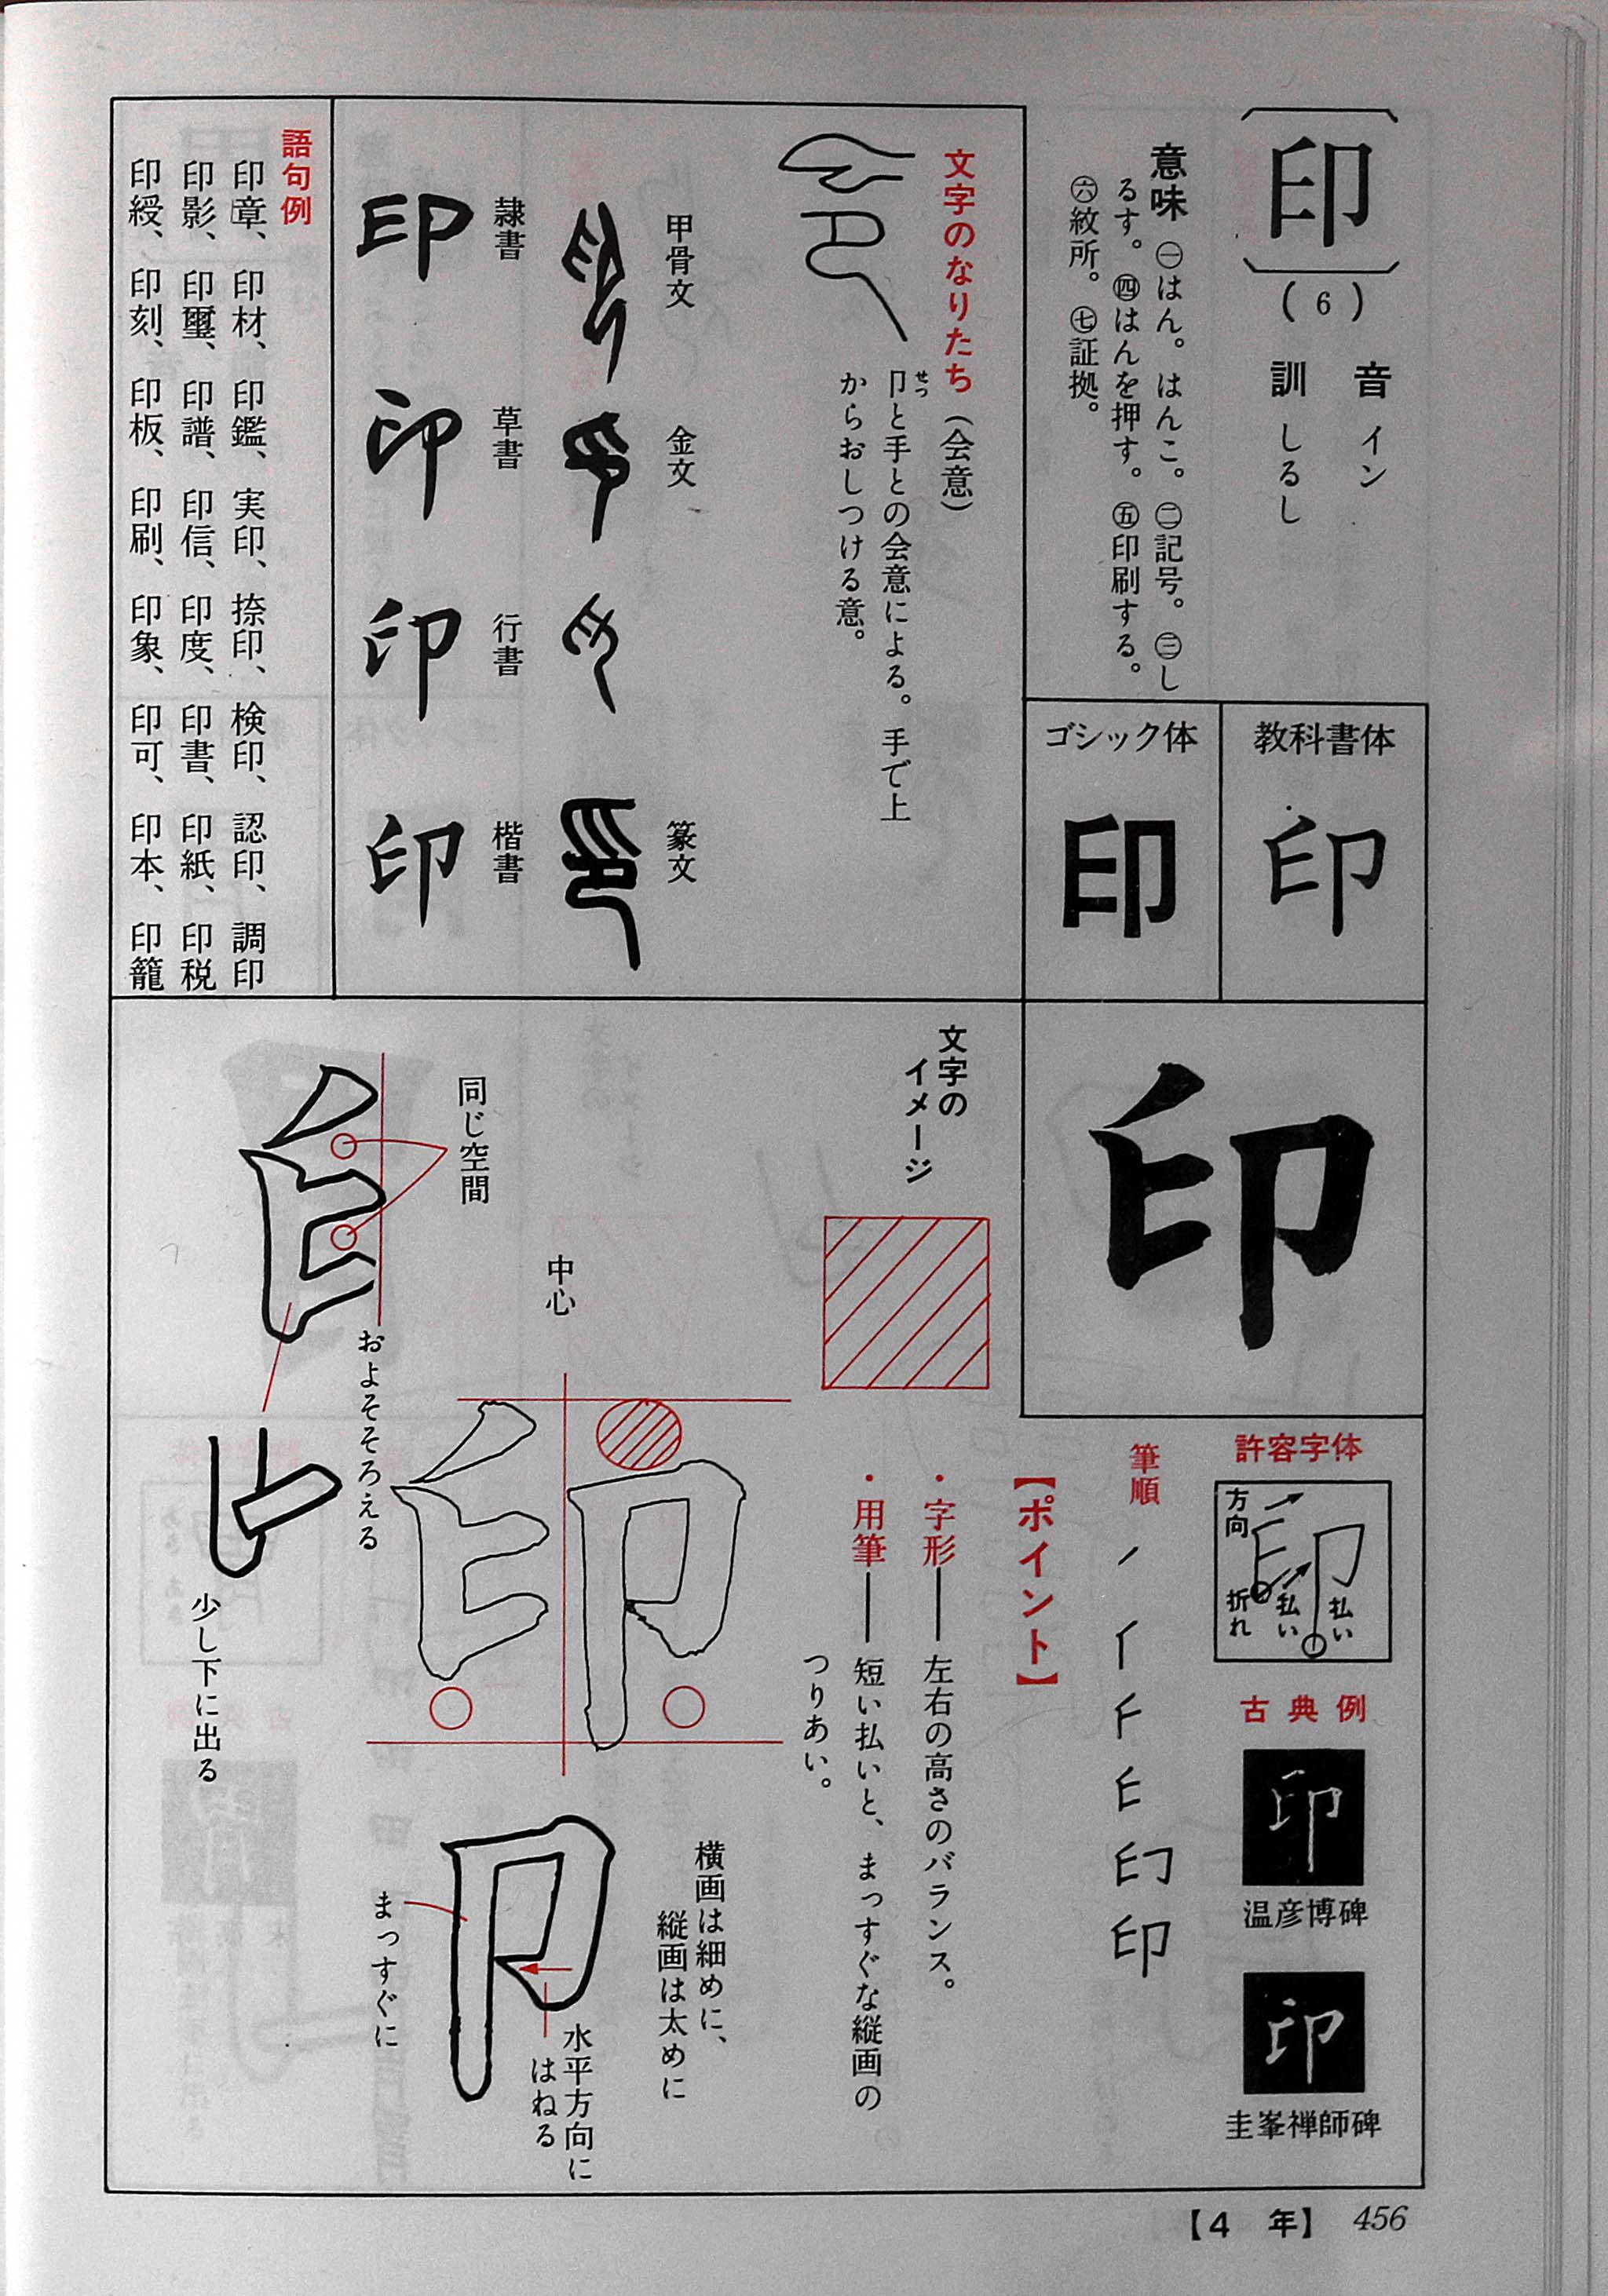 印
(6)
音 イン
訓 しるし
意味 ㊀はん。はんこ。㊁記号。㊂し
るす。㊃はんを押す。㊄印刷する。
㊅紋所。㊆証拠。
教科書体
印
ゴシック体
印
文字のなりたち（会意）
せつ
卩と手との会意による。手で上
からおしつける意。
甲骨文
金文
篆文
隷書
印
草書
印
行書
印
楷書
印
語句例
印章、印材、印鑑、実印、捺印、検印、認印、調印
印影、印璽、印譜、印信、印度、印書、印紙、印税
印綬、印刻、印板、印刷、印象、印可、印本、印籠
印
許容字体
方向
折れ
払い
払い
古典例
印
温彦博碑
印
圭峯禅師碑
筆順
印
【ポイント】
・字形──左右の高さのバランス。
・用筆──短い払いと、まっすぐな縦画の
つりあい。
文字の
イメージ
中心
同じ空間
およそそろえる
少し下に出る
横画は細めに、
縦画は太めに
水平方向に
はねる
まっすぐに
【4年】 456